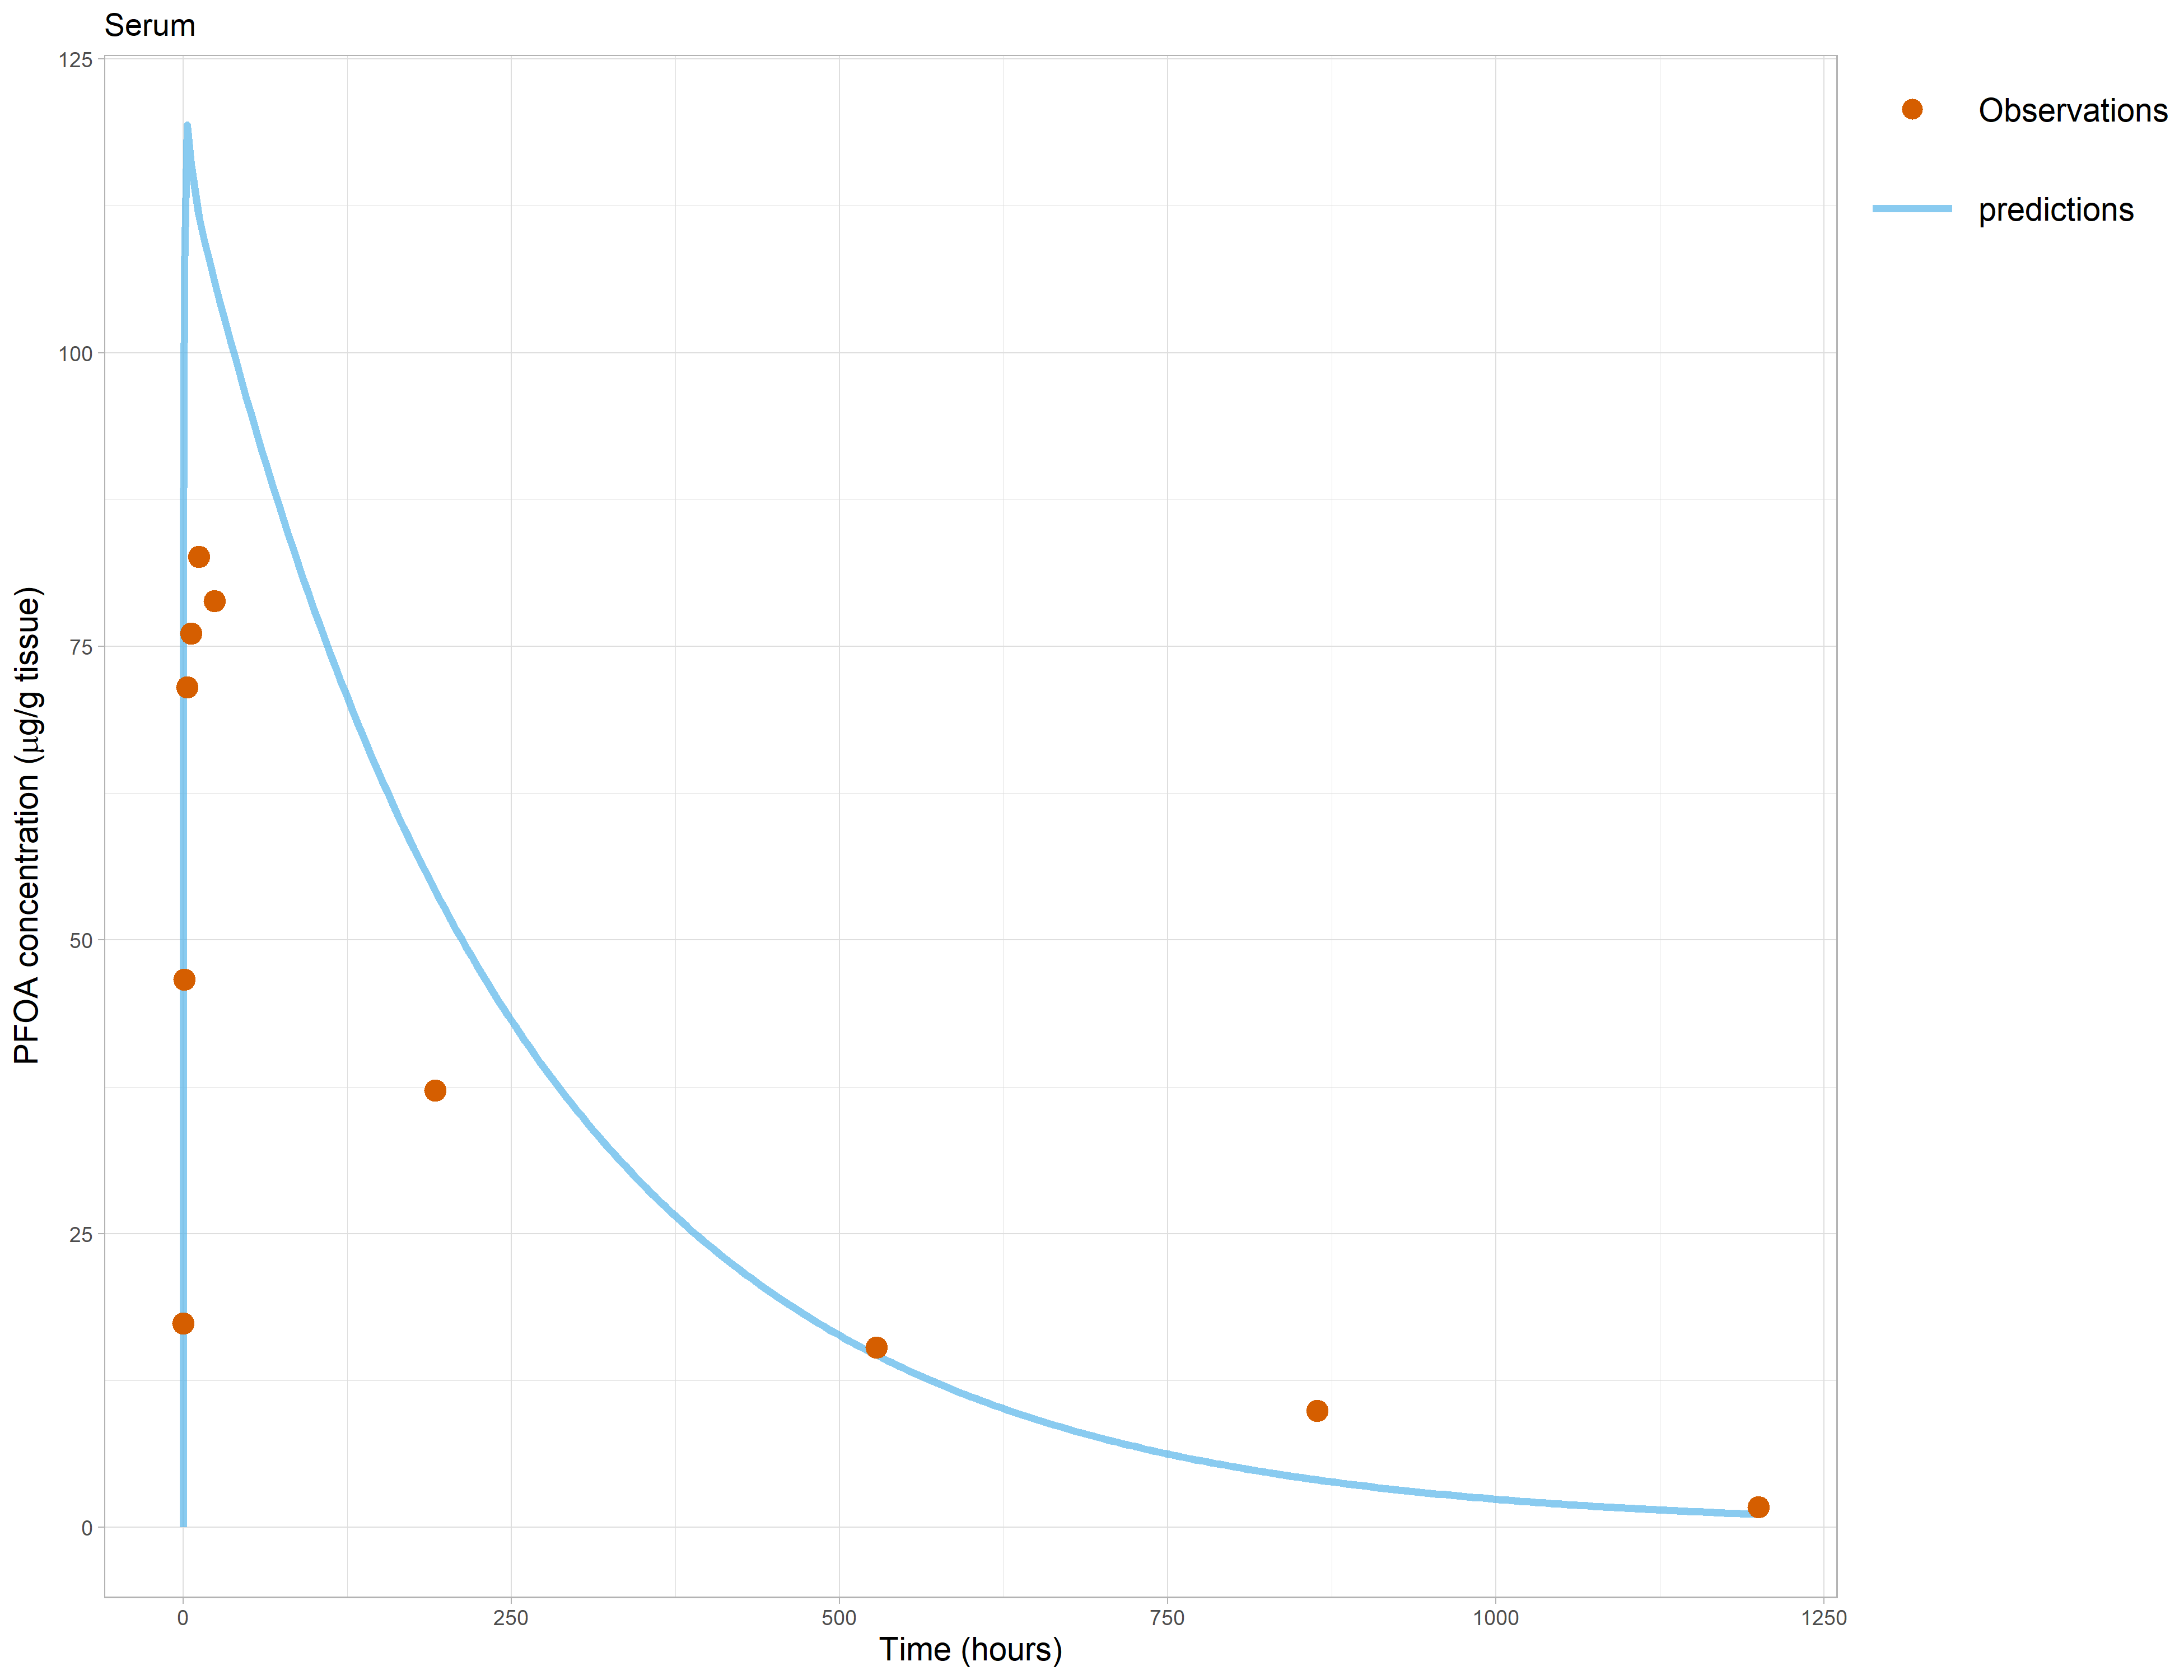 Serum
125
100
75
50
25
0
PFOA concentration (μg/g tissue)
0
250
500
750
1000
1250
Time (hours)
Observations
predictions